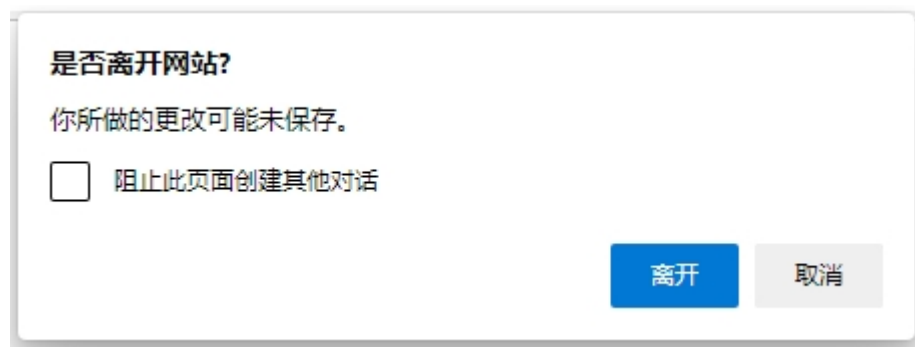 是否离开网站?
你所做的更改可能未保存。
阻止此页面创建其他对话
离开
取消